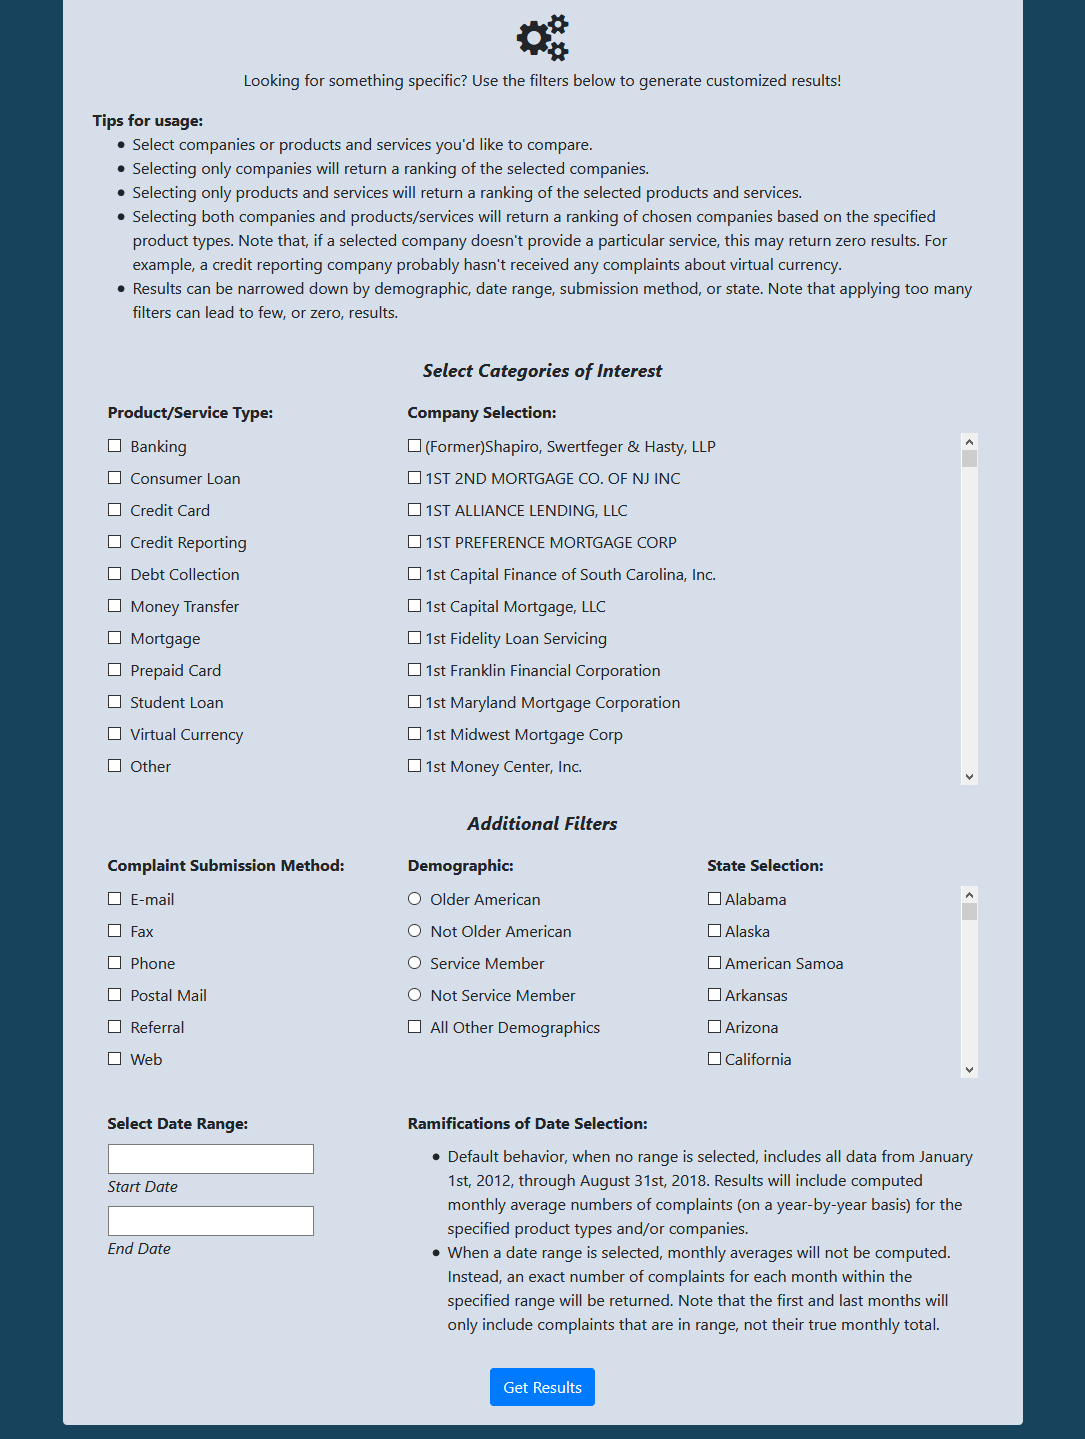 Looking for something specific? Use the filters below to generate customized results!
Tips for usage:
Select companies or products and services you'd like to compare.
Selecting only companies will return a ranking of the selected companies.
Selecting only products and services will return a ranking of the selected products and services.
Selecting both companies and products/services will return a ranking of chosen companies based on the specified
product types. Note that, if a selected company doesn't provide a particular service, this may return zero results. For
example, a credit reporting company probably hasn't received any complaints about virtual currency.
Results can be narrowed down by demographic, date range, submission method, or state. Note that applying too many
filters can lead to few, or zero, results.
Select Categories of Interest
Product/Service Type:
Banking
Consumer Loan
Credit Card
Credit Reporting
Debt Collection
Money Transfer
Mortgage
Prepaid Card
Student Loan
Virtual Currency
Other
Company Selection:
(Former)Shapiro, Swertfeger & Hasty, LLP
1ST 2ND MORTGAGE CO. OF NJ INC
1ST ALLIANCE LENDING, LLC
1ST PREFERENCE MORTGAGE CORP
1st Capital Finance of South Carolina, Inc.
1st Capital Mortgage, LLC
1st Fidelity Loan Servicing
1st Franklin Financial Corporation
1st Maryland Mortgage Corporation
1st Midwest Mortgage Corp
1st Money Center, Inc.
Additional Filters
Complaint Submission Method:
E-mail
Fax
Phone
Postal Mail
Referral
Web
Demographic:
Older American
Not Older American
Service Member
Not Service Member
All Other Demographics
State Selection:
Alabama
Alaska
American Samoa
Arkansas
Arizona
California
Select Date Range:
Start Date
End Date
Ramifications of Date Selection:
Default behavior, when no range is selected, includes all data from January
1st, 2012, through August 31st, 2018. Results will include computed
monthly average numbers of complaints (on a year-by-year basis) for the
specified product types and/or companies.
When a date range is selected, monthly averages will not be computed.
Instead, an exact number of complaints for each month within the
specified range will be returned. Note that the first and last months will
only include complaints that are in range, not their true monthly total.
Get Results